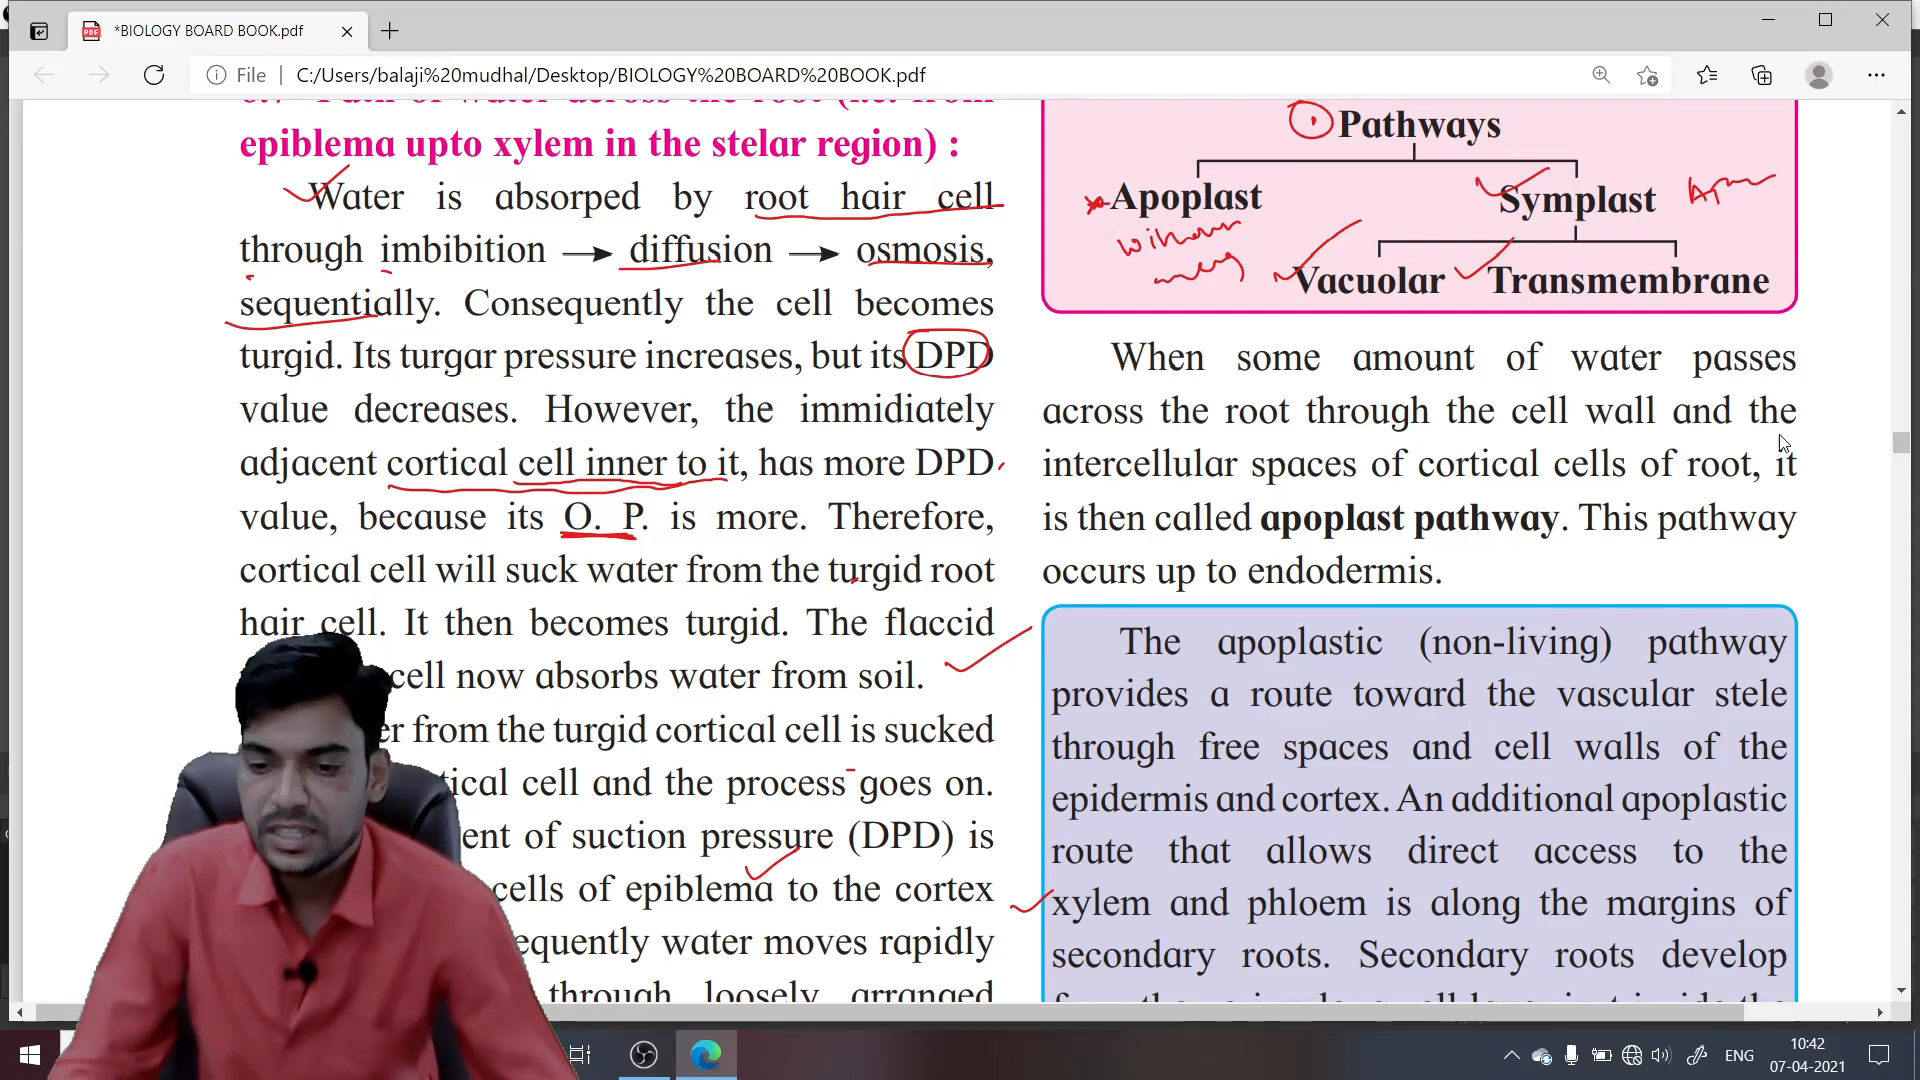 *BIOLOGY BOARD BOOK.pdf
File C:/Users/balaji%20mudhal/Desktop/BIOLOGY%20BOARD%20BOOK.pdf
epiblema upto xylem in the stelar region) :
Water is absorped by root hair cell
through imbibition → diffusion → osmosis,
sequentially. Consequently the cell becomes
turgid. Its turgar pressure increases, but its DPD
value decreases. However, the immidiately
adjacent cortical cell inner to it, has more DPD
value, because its O. P. is more. Therefore,
cortical cell will suck water from the turgid root
hair cell. It then becomes turgid. The flaccid
cell now absorbs water from soil.
from the turgid cortical cell is sucked
cell and the process goes on.
of suction pressure (DPD) is
cells of epiblema to the cortex
water moves rapidly
through loosely arranged
Pathways
Apoplast Symplast
without
Vacuolar Transmembrane
When some amount of water passes
across the root through the cell wall and the
intercellular spaces of cortical cells of root, it
is then called apoplast pathway. This pathway
occurs up to endodermis.
The apoplastic (non-living) pathway
provides a route toward the vascular stele
through free spaces and cell walls of the
epidermis and cortex. An additional apoplastic
route that allows direct access to the
xylem and phloem is along the margins of
secondary roots. Secondary roots develop
ENG
10:42
07-04-2021